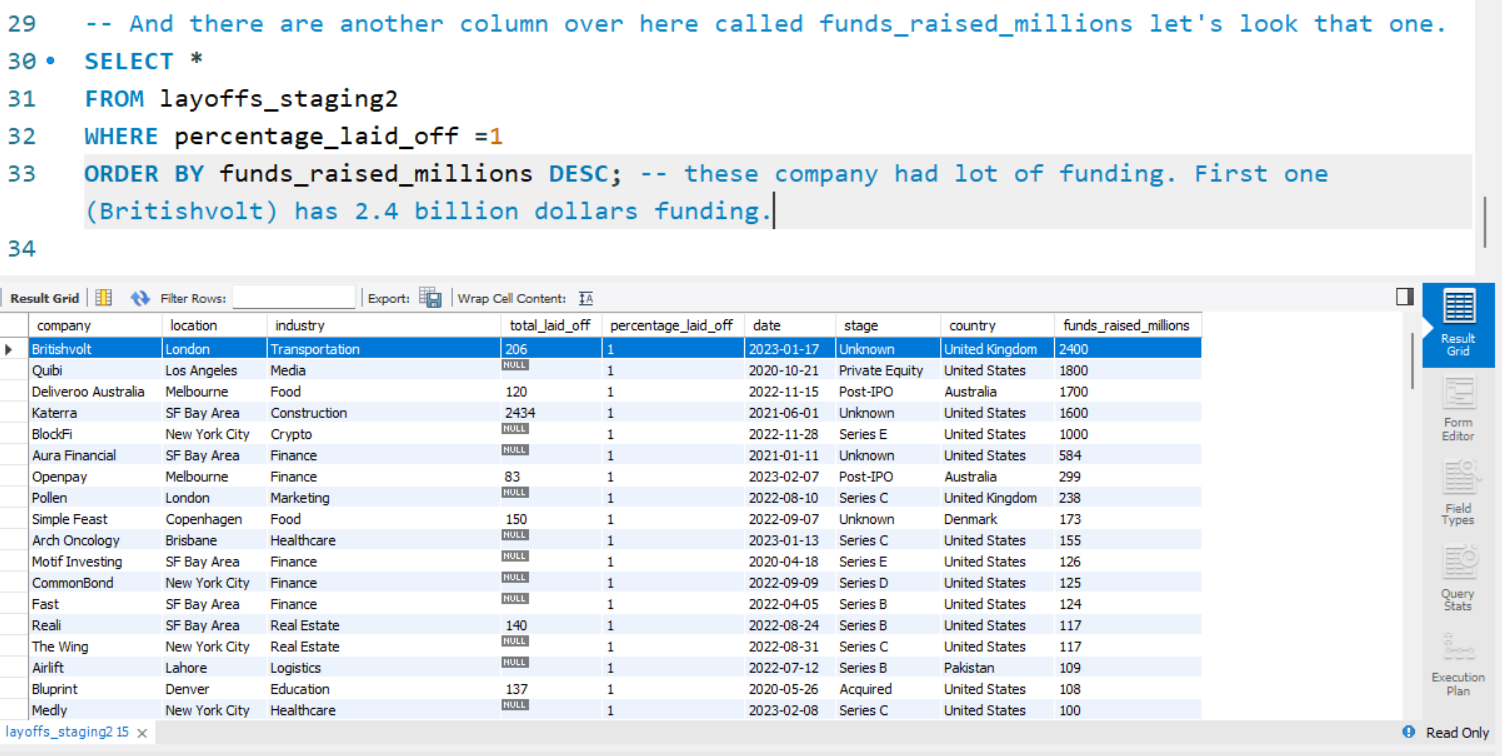 29 -- And there are another column over here called funds_raised_millions let's look that one.
30 SELECT *
31 FROM layoffs_staging2
32 WHERE percentage_laid_off =1
33 ORDER BY funds_raised_millions DESC; -- these company had lot of funding. First one
(Britishvolt) has 2.4 billion dollars funding.
34
Result Grid Filter Rows: Export: Wrap Cell Content: IA
company location industry total_laid_off percentage_laid_off date stage country funds_raised_millions
Britishvolt London Transportation 206 1 2023-01-17 Unknown United Kingdom 2400
Quibi Los Angeles Media NULL 1 2020-10-21 Private Equity United States 1800
Deliveroo Australia Melbourne Food 120 1 2022-11-15 Post-IPO Australia 1700
Katerra SF Bay Area Construction 2434 1 2021-06-01 Unknown United States 1600
BlockFi New York City Crypto NULL 1 2022-11-28 Series E United States 1000
Aura Financial SF Bay Area Finance NULL 1 2021-01-11 Unknown United States 584
Openpay Melbourne Finance 83 1 2023-02-07 Post-IPO Australia 299
Pollen London Marketing NULL 1 2022-08-10 Series C United Kingdom 238
Simple Feast Copenhagen Food 150 1 2022-09-07 Unknown Denmark 173
Arch Oncology Brisbane Healthcare NULL 1 2023-01-13 Series C United States 155
Motif Investing SF Bay Area Finance NULL 1 2020-04-18 Series E United States 126
CommonBond New York City Finance NULL 1 2022-09-09 Series D United States 125
Fast SF Bay Area Finance NULL 1 2022-04-05 Series B United States 124
Reali SF Bay Area Real Estate 140 1 2022-08-24 Series B United States 117
The Wing New York City Real Estate NULL 1 2022-08-31 Series C United States 117
Airlift Lahore Logistics NULL 1 2022-07-12 Series B Pakistan 109
Bluprint Denver Education 137 1 2020-05-26 Acquired United States 108
Medly New York City Healthcare NULL 1 2023-02-08 Series C United States 100
Result
Grid
Form
Editor
Field
Types
Query
Stats
Execution
Plan
layoffs_staging2 15 Read Only